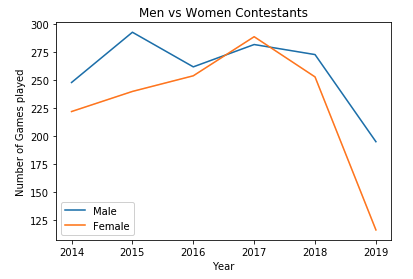 Men vs Women Contestants
300
275
250
225
200
175
150
125
Number of Games played
Male
Female
2014 2015 2016 2017 2018 2019
Year